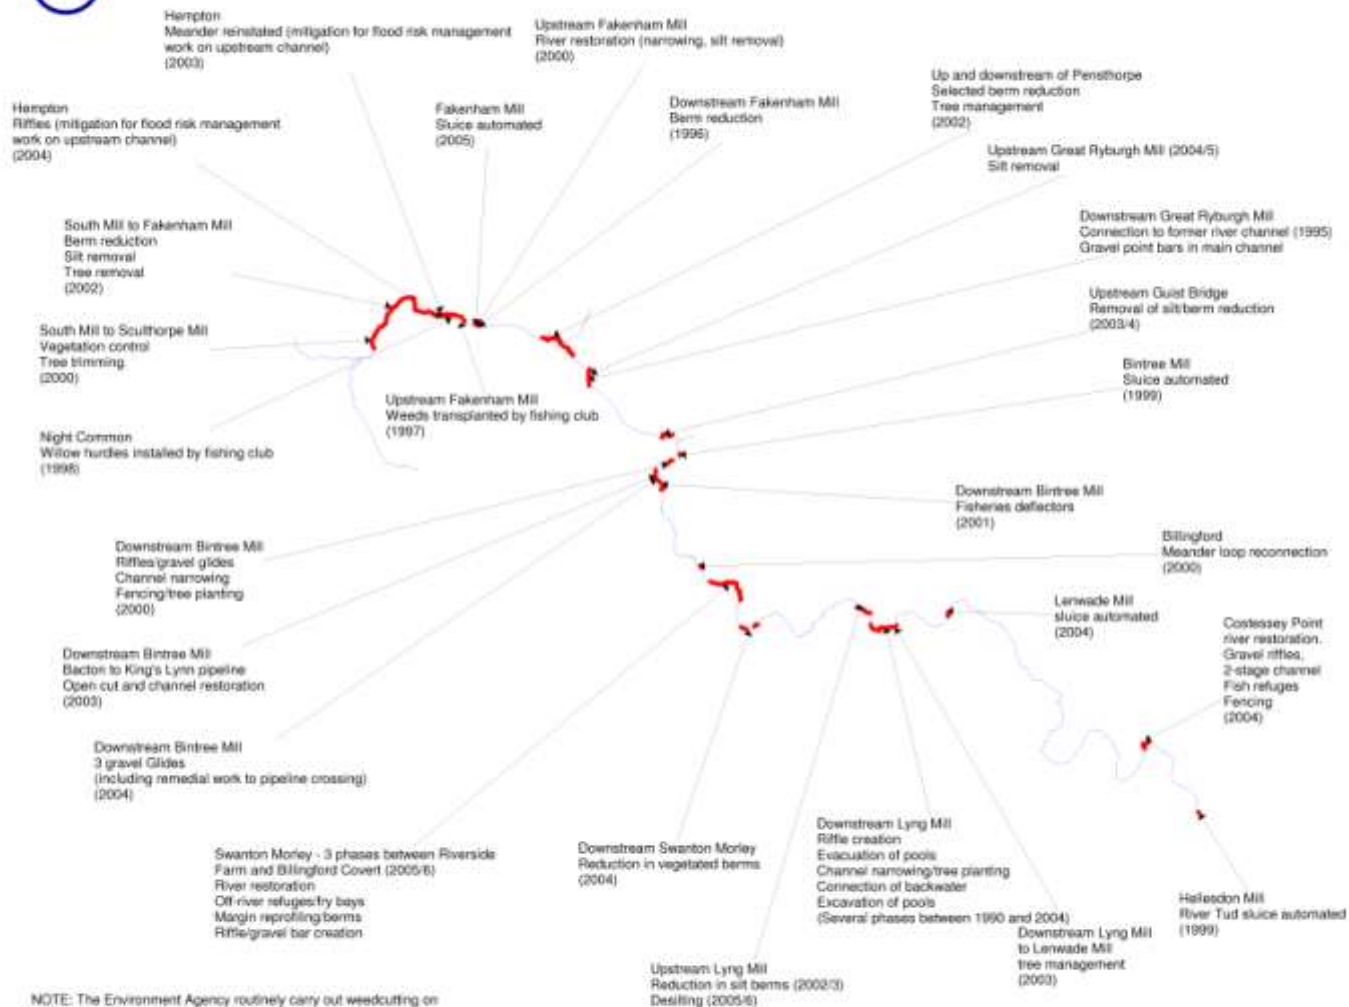 Hempton
Meander reinstated (mitigation for flood risk management
work on upstream channel)
(2003)
Upstream Fakenham Mill
River restoration (narrowing, silt removal)
(2000)
Up and downstream of Pensthorpe
Selected berm reduction
Tree management
(2002)
Hempton
Riffles (mitigation for flood risk management
work on upstream channel)
(2004)
Fakenham Mill
Sluice automated
(2005)
Downstream Fakenham Mill
Berm reduction
(1996)
Upstream Great Ryburgh Mill (2004/5)
Silt removal
South Mill to Fakenham Mill
Berm reduction
Silt removal
Tree removal
(2002)
Downstream Great Ryburgh Mill
Connection to former river channel (1995)
Gravel point bars in main channel
Upstream Guist Bridge
Removal of silt/berm reduction
(2003/4)
South Mill to Sculthorpe Mill
Vegetation control
Tree trimming
(2000)
Bintree Mill
Sluice automated
(1999)
Upstream Fakenham Mill
Weeds transplanted by fishing club
(1997)
Night Common
Willow hurdles installed by fishing club
(1998)
Downstream Bintree Mill
Fisheries deflectors
(2001)
Downstream Bintree Mill
Riffles/gravel glides
Channel narrowing
Fencing/tree planting
(2000)
Billingford
Meander loop reconnection
(2000)
Lenwade Mill
sluice automated
(2004)
Costessey Point
river restoration.
Gravel riffles,
2-stage channel
Fish refuges
Fencing
(2004)
Downstream Bintree Mill
Bacton to King's Lynn pipeline
Open cut and channel restoration
(2003)
Downstream Bintree Mill
3 gravel Glides
(including remedial work to pipeline crossing)
(2004)
Swanton Morley - 3 phases between Riverside
Farm and Billingford Covert (2005/6)
River restoration
Off-river refuges/fry bays
Margin reprofiling/berms
Riffle/gravel bar creation
Downstream Swanton Morley
Reduction in vegetated berms
(2004)
Downstream Lyng Mill
Riffle creation
Evacuation of pools
Channel narrowing/tree planting
Connection of backwater
Excavation of pools
(Several phases between 1990 and 2004)
Hellesdon Mill
River Tud sluice automated
(1999)
Downstream Lyng Mill
to Lenwade Mill
tree management
(2003)
Upstream Lyng Mill
Reduction in silt berms (2002/3)
Desilting (2005/6)
NOTE: The Environment Agency routinely carry out weedcutting on